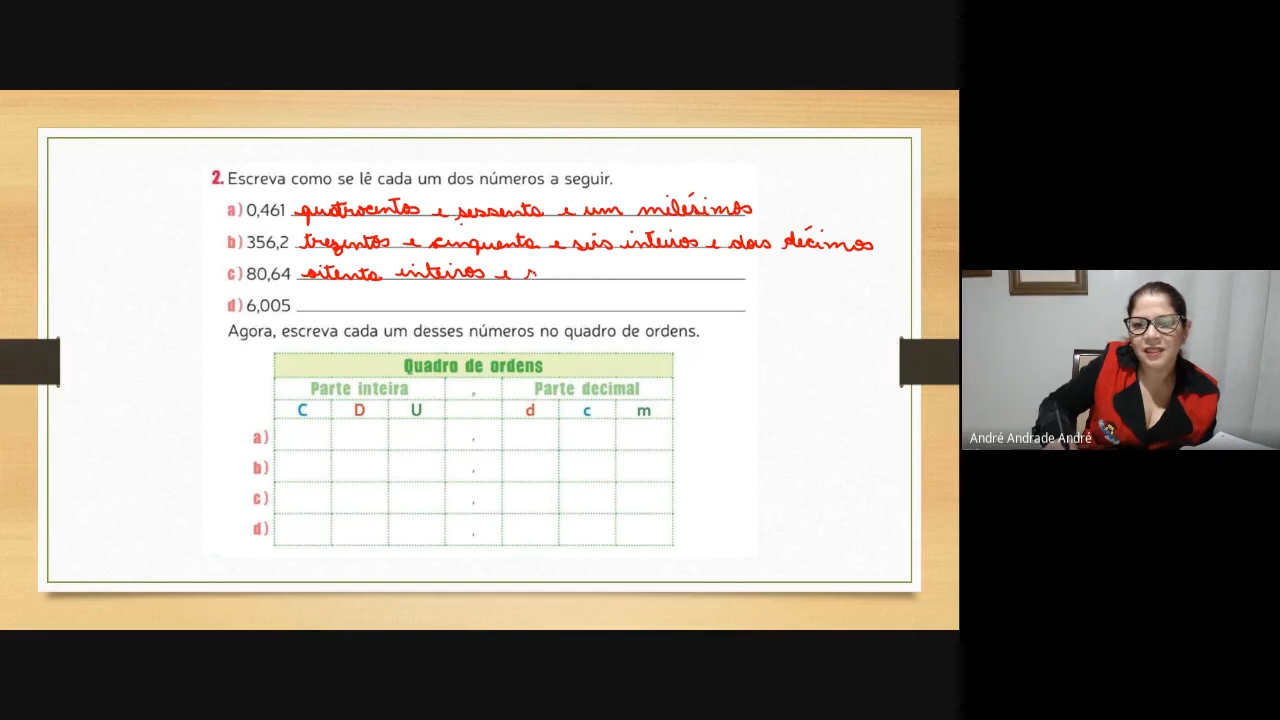 2. Escreva como se lê cada um dos números a seguir.
a) 0,461 quatrocentos e sessenta e um milésimos
b) 356,2 trezentos e cinquenta e seis inteiros e dois décimos
c) 80,64 oitenta inteiros e s
d) 6,005
Agora, escreva cada um desses números no quadro de ordens.
Quadro de ordens
Parte inteira , Parte decimal
C D U d c m
a) ,
b) ,
c) ,
d) ,
André Andrade André